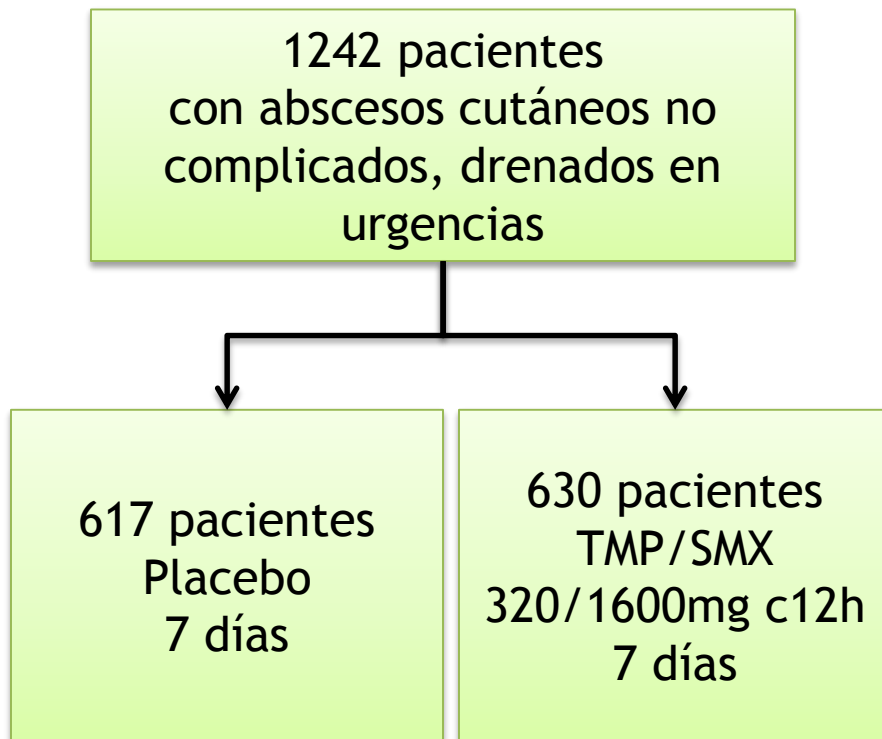 1242 pacientes
con abscesos cutáneos no
complicados, drenados en
urgencias
617 pacientes
Placebo
7 días
630 pacientes
TMP/SMX
320/1600mg c12h
7 días